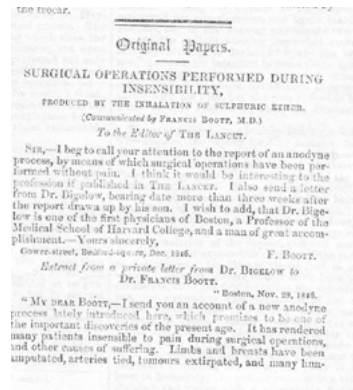 the trocar.
Original Papers.
SURGICAL OPERATIONS PERFORMED DURING
INSENSIBILITY,
PRODUCED BY THE INHALATION OF SULPHURIC ETHER.
(Communicated by FRANCIS BOOTT, M.D.)
To the Editor of THE LANCET.
SIR,—I beg to call your attention to the report of an anodyne
process, by means of which surgical operations have been per-
formed without pain. I think it would be interesting to the
profession if published in THE LANCET. I also send a letter
from Dr. Bigelow, bearing date more than three weeks after
the report drawn up by his son. I wish to add, that Dr. Bige-
low is one of the first physicians of Boston, a Professor of the
Medical School of Harvard College, and a man of great accom-
plishment.—Yours sincerely,
Gower-street, Bedford-square, Dec. 1846. F. BOOTT.
Extract from a private letter from DR. BIGELOW to
DR. FRANCIS BOOTT.
"Boston, Nov. 28, 1846.
"MY DEAR BOOTT,—I send you an account of a new anodyne
process lately introduced here, which promises to be one of
the important discoveries of the present age. It has rendered
many patients insensible to pain during surgical operations,
and other causes of suffering. Limbs and breasts have been
amputated, arteries tied, tumours extirpated, and many hun-